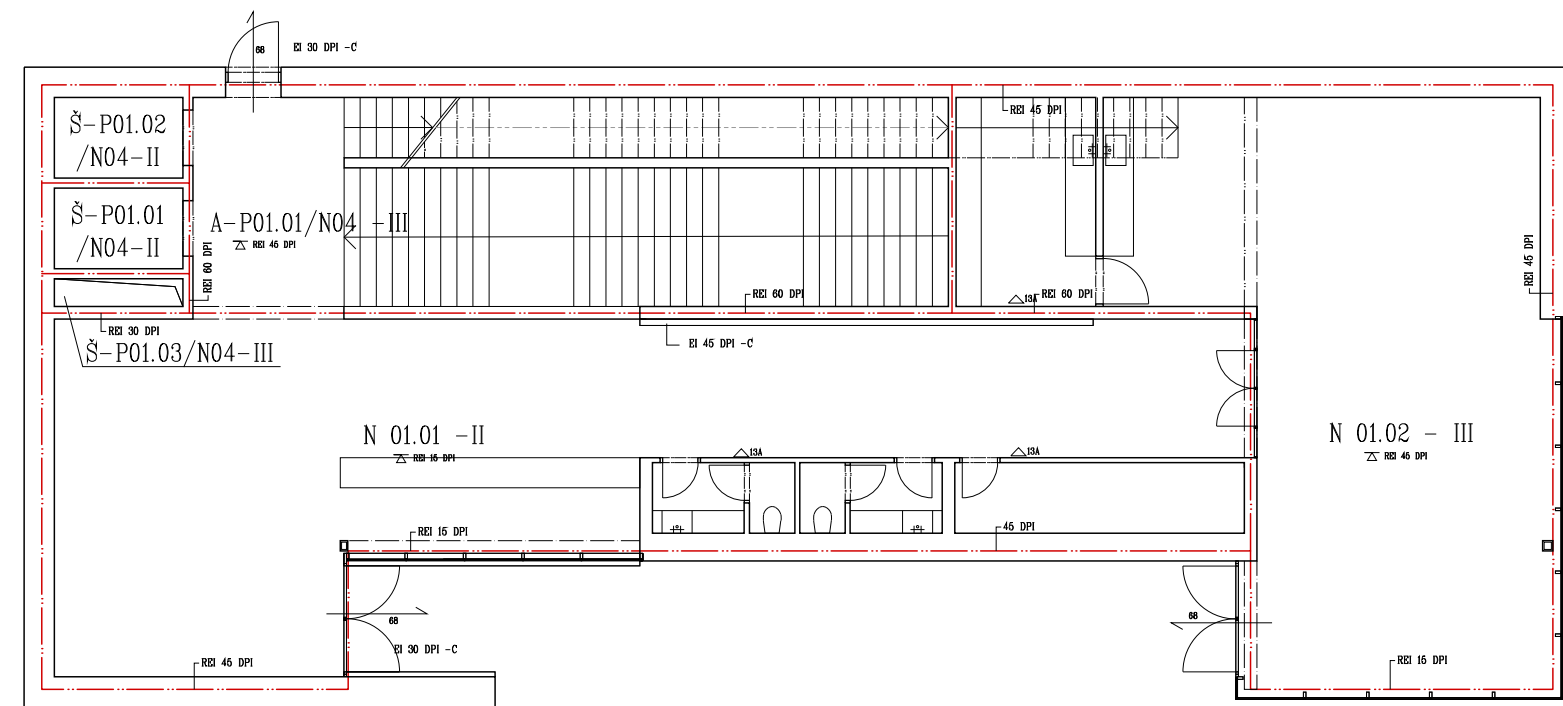 68
EI 30 DPI -C
Š-P01.02
/N04-II
REI 45 DPI
Š-P01.01
/N04-II
A-P01.01/N04 -III
REI 45 DPI
REI 60 DPI
REI 45 DPI
REI 60 DPI
13A
REI 60 DPI
REI 30 DPI
Š-P01.03/N04-III
EI 45 DPI -C
N 01.01 -II
REI 15 DPI
13A
13A
N 01.02 - III
REI 45 DPI
REI 15 DPI
45 DPI
68
68
EI 30 DPI -C
REI 45 DPI
REI 15 DPI